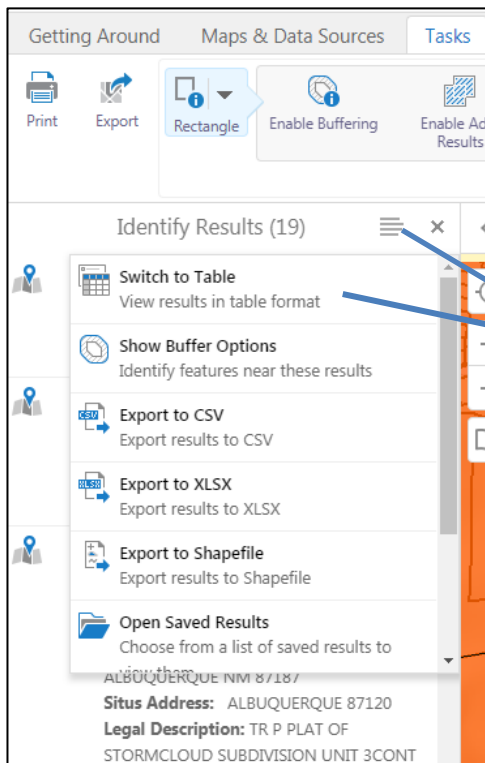 Getting Around Maps & Data Sources Tasks
Print Export Rectangle Enable Buffering Enable Ad
Results
Identify Results (19)
Switch to Table
View results in table format
Show Buffer Options
Identify features near these results
CSV
Export to CSV
Export results to CSV
XLSX
Export to XLSX
Export results to XLSX
Export to Shapefile
Export results to Shapefile
Open Saved Results
Choose from a list of saved results to
view them
ALBUQUERQUE NM 87187
Situs Address: ALBUQUERQUE 87120
Legal Description: TR P PLAT OF
STORMCLOUD SUBDIVISION UNIT 3CONT